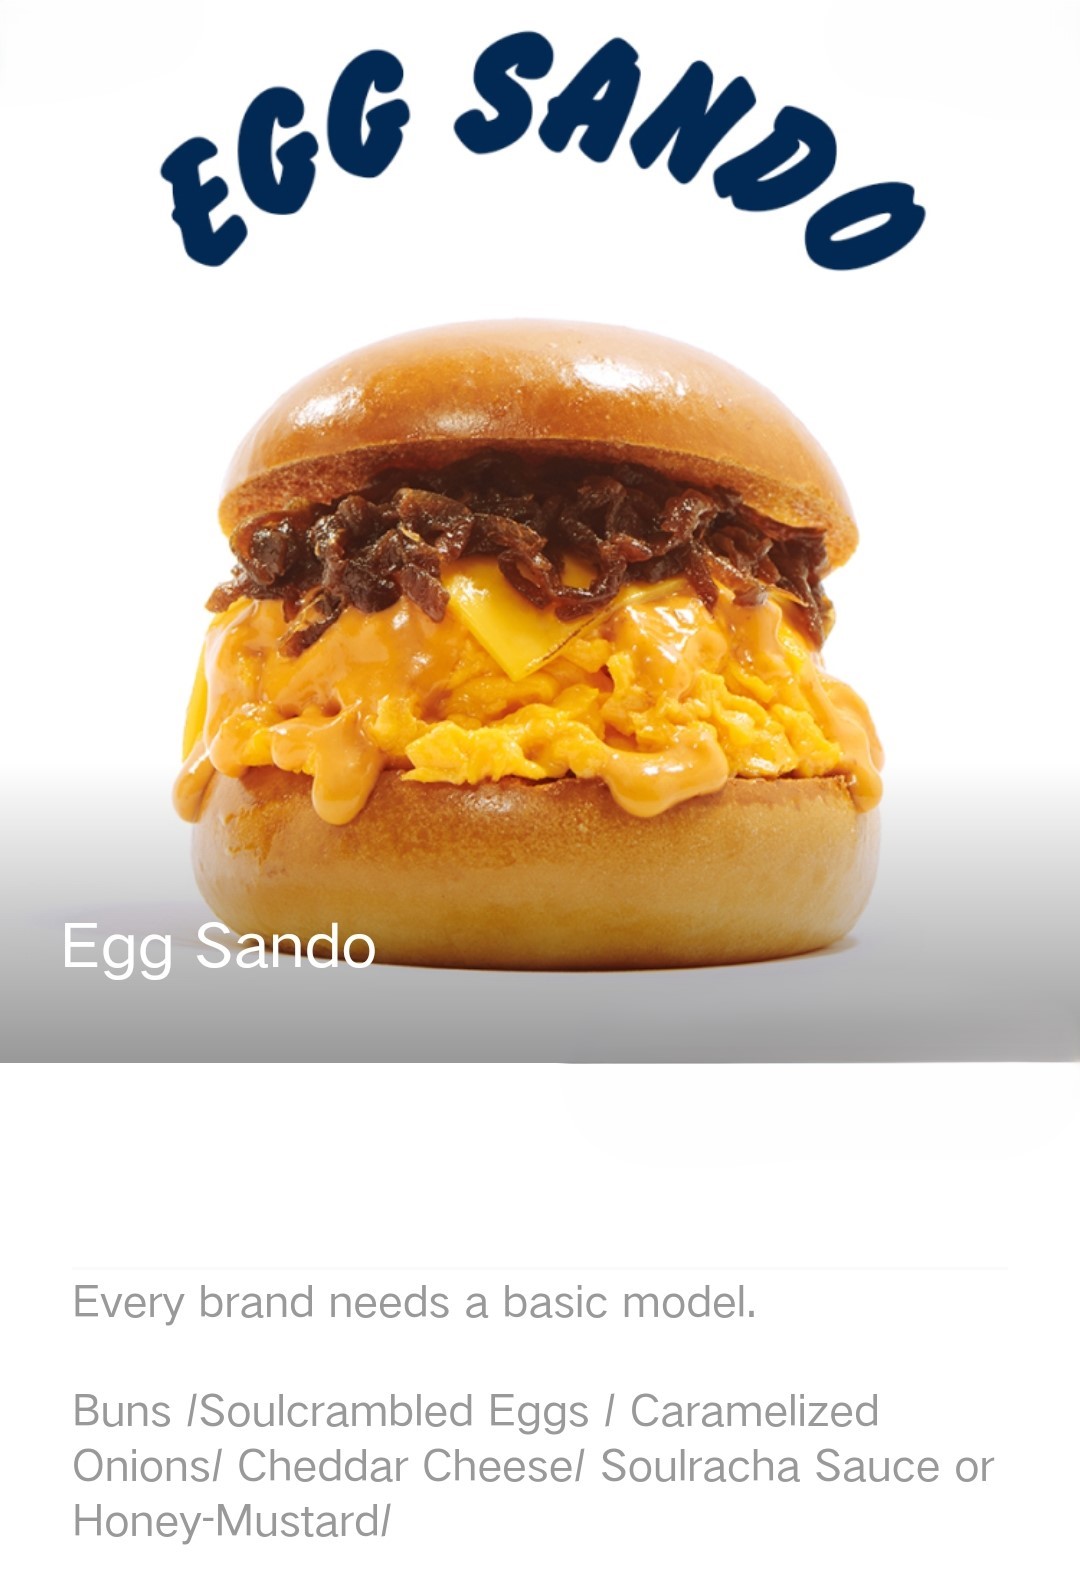 EGG SANDO
Egg Sando
Every brand needs a basic model.
Buns /Soulcrambled Eggs / Caramelized
Onions/ Cheddar Cheese/ Soulracha Sauce or
Honey-Mustard/